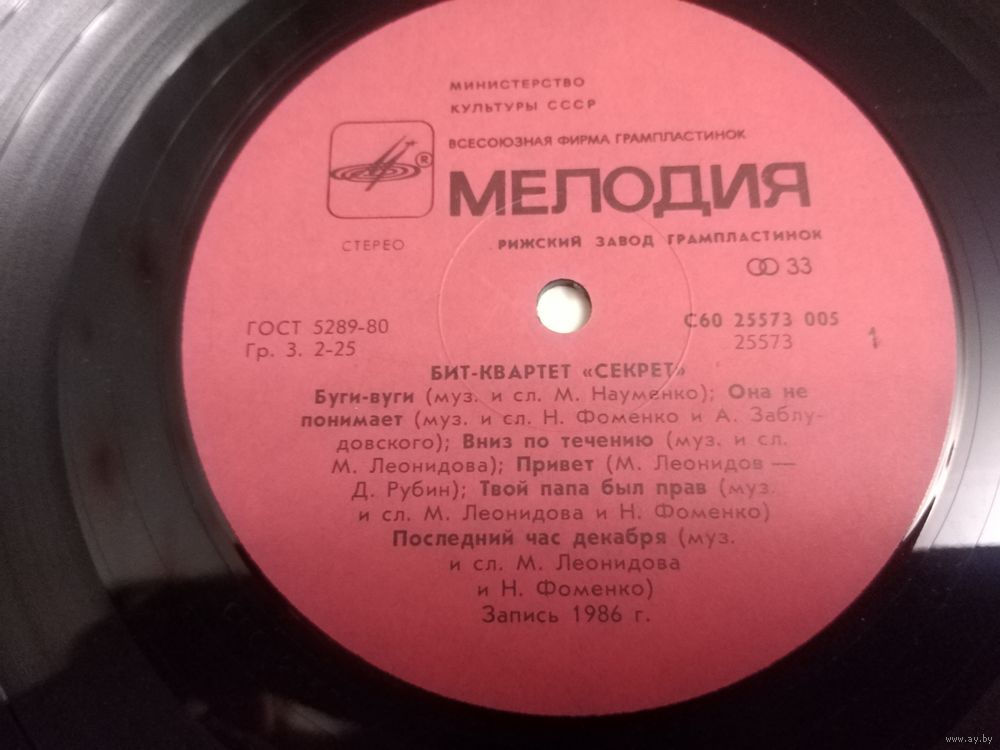 МИНИСТЕРСТВО
КУЛЬТУРЫ СССР
ВСЕСОЮЗНАЯ ФИРМА ГРАМПЛАСТИНОК
®
МЕЛОДИЯ
СТЕРЕО
РИЖСКИЙ ЗАВОД ГРАМПЛАСТИНОК
33
ГОСТ 5289-80
Гр. 3. 2-25
С60 25573 005
25573
1
БИТ-КВАРТЕТ «СЕКРЕТ»
Буги-вуги (муз. и сл. М. Науменко); Она не
понимает (муз. и сл. Н. Фоменко и А. Заблу-
довского); Вниз по течению (муз. и сл.
М. Леонидова); Привет (М. Леонидов —
Д. Рубин); Твой папа был прав (муз.
и сл. М. Леонидова и Н. Фоменко)
Последний час декабря (муз.
и сл. М. Леонидова
и Н. Фоменко)
Запись 1986 г.
www.ay.by